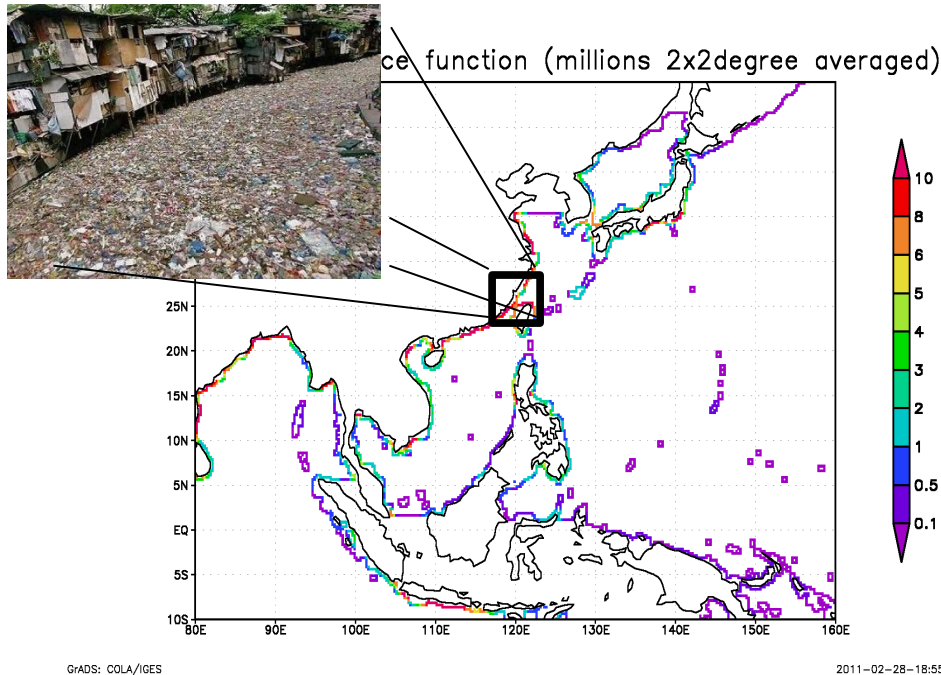 ce function (millions 2x2degree averaged)
10
8
6
5
4
3
2
1
0.5
0.1
25N
20N
15N
10N
5N
EQ
5S
10S
80E 90E 100E 110E 120E 130E 140E 150E 160E
GrADS: COLA/IGES 2011-02-28-18:55